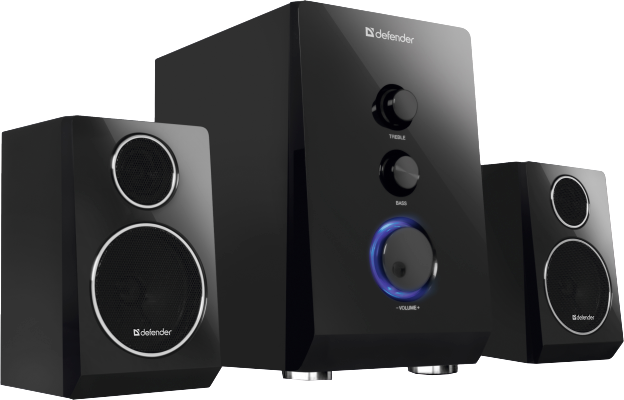 defender
TREBLE
BASS
– VOLUME +
defender
defender